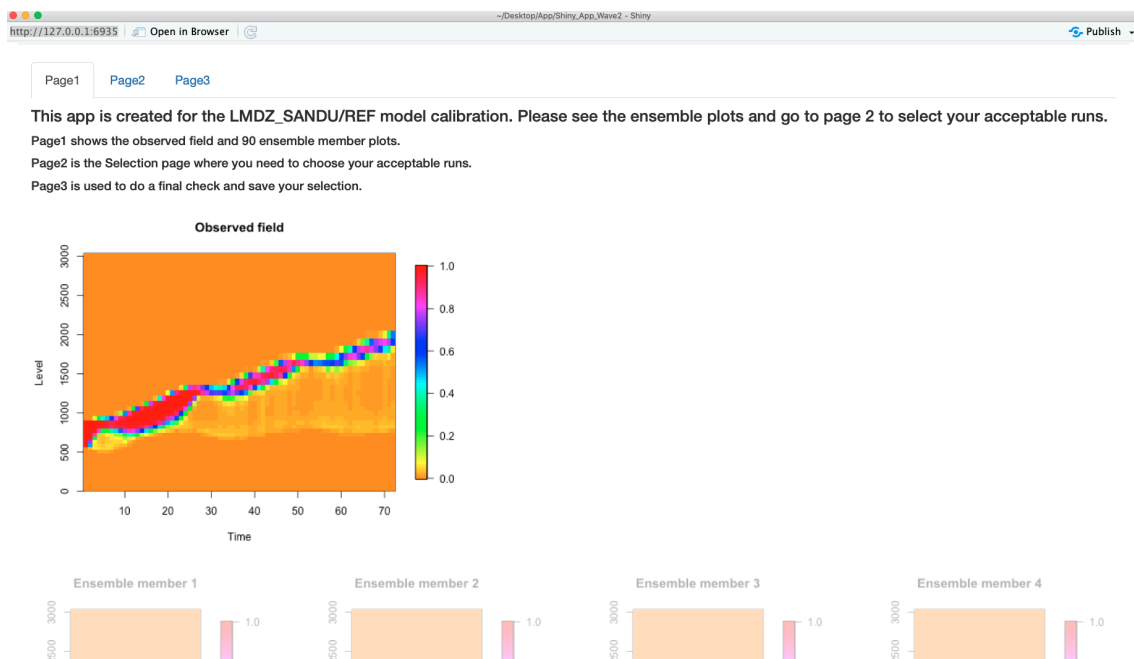 ~/Desktop/App/Shiny_App_Wave2 - Shiny
http://127.0.0.1:6935 Open in Browser Publish
Page1 Page2 Page3
This app is created for the LMDZ_SANDU/REF model calibration. Please see the ensemble plots and go to page 2 to select your acceptable runs.
Page1 shows the observed field and 90 ensemble member plots.
Page2 is the Selection page where you need to choose your acceptable runs.
Page3 is used to do a final check and save your selection.
Observed field
Level
3000
2500
2000
1500
1000
500
0
1.0
0.8
0.6
0.4
0.2
0.0
10 20 30 40 50 60 70
Time
Ensemble member 1 Ensemble member 2 Ensemble member 3 Ensemble member 4
3000 1.0 3000 1.0 3000 1.0 3000 1.0
2500 2500 2500 2500